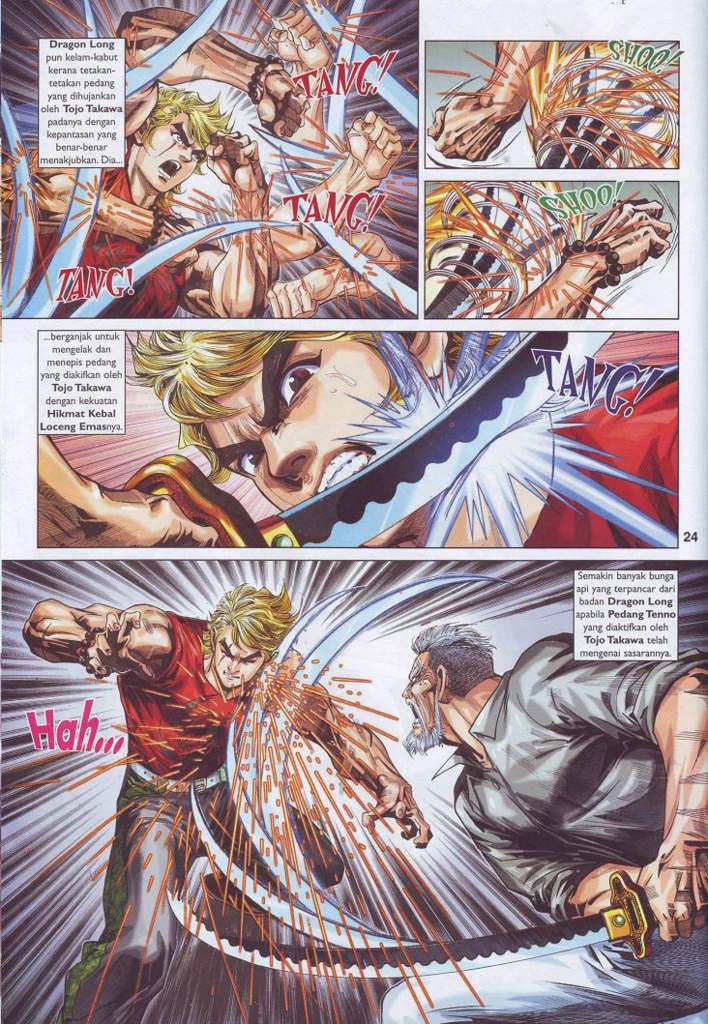 Dragon Long
pun kelam-kabut
kerana tetakan-
tetakan pedang
yang dihujankan
oleh Tojo Takawa
padanya dengan
kepantasan yang
benar-benar
menakjubkan. Dia...
TANG!
TANG!
TANG!
SHOO!
SHOO!
...berganjak untuk
mengelak dan
menepis pedang
yang diakifkan oleh
Tojo Takawa
dengan kekuatan
Hikmat Kebal
Loceng Emasnya.
TANG!
24
Semakin banyak bunga
api yang terpancar dari
badan Dragon Long
apabila Pedang Tenno
yang diaktifkan oleh
Tojo Takawa telah
mengenai sasarannya.
Hah...